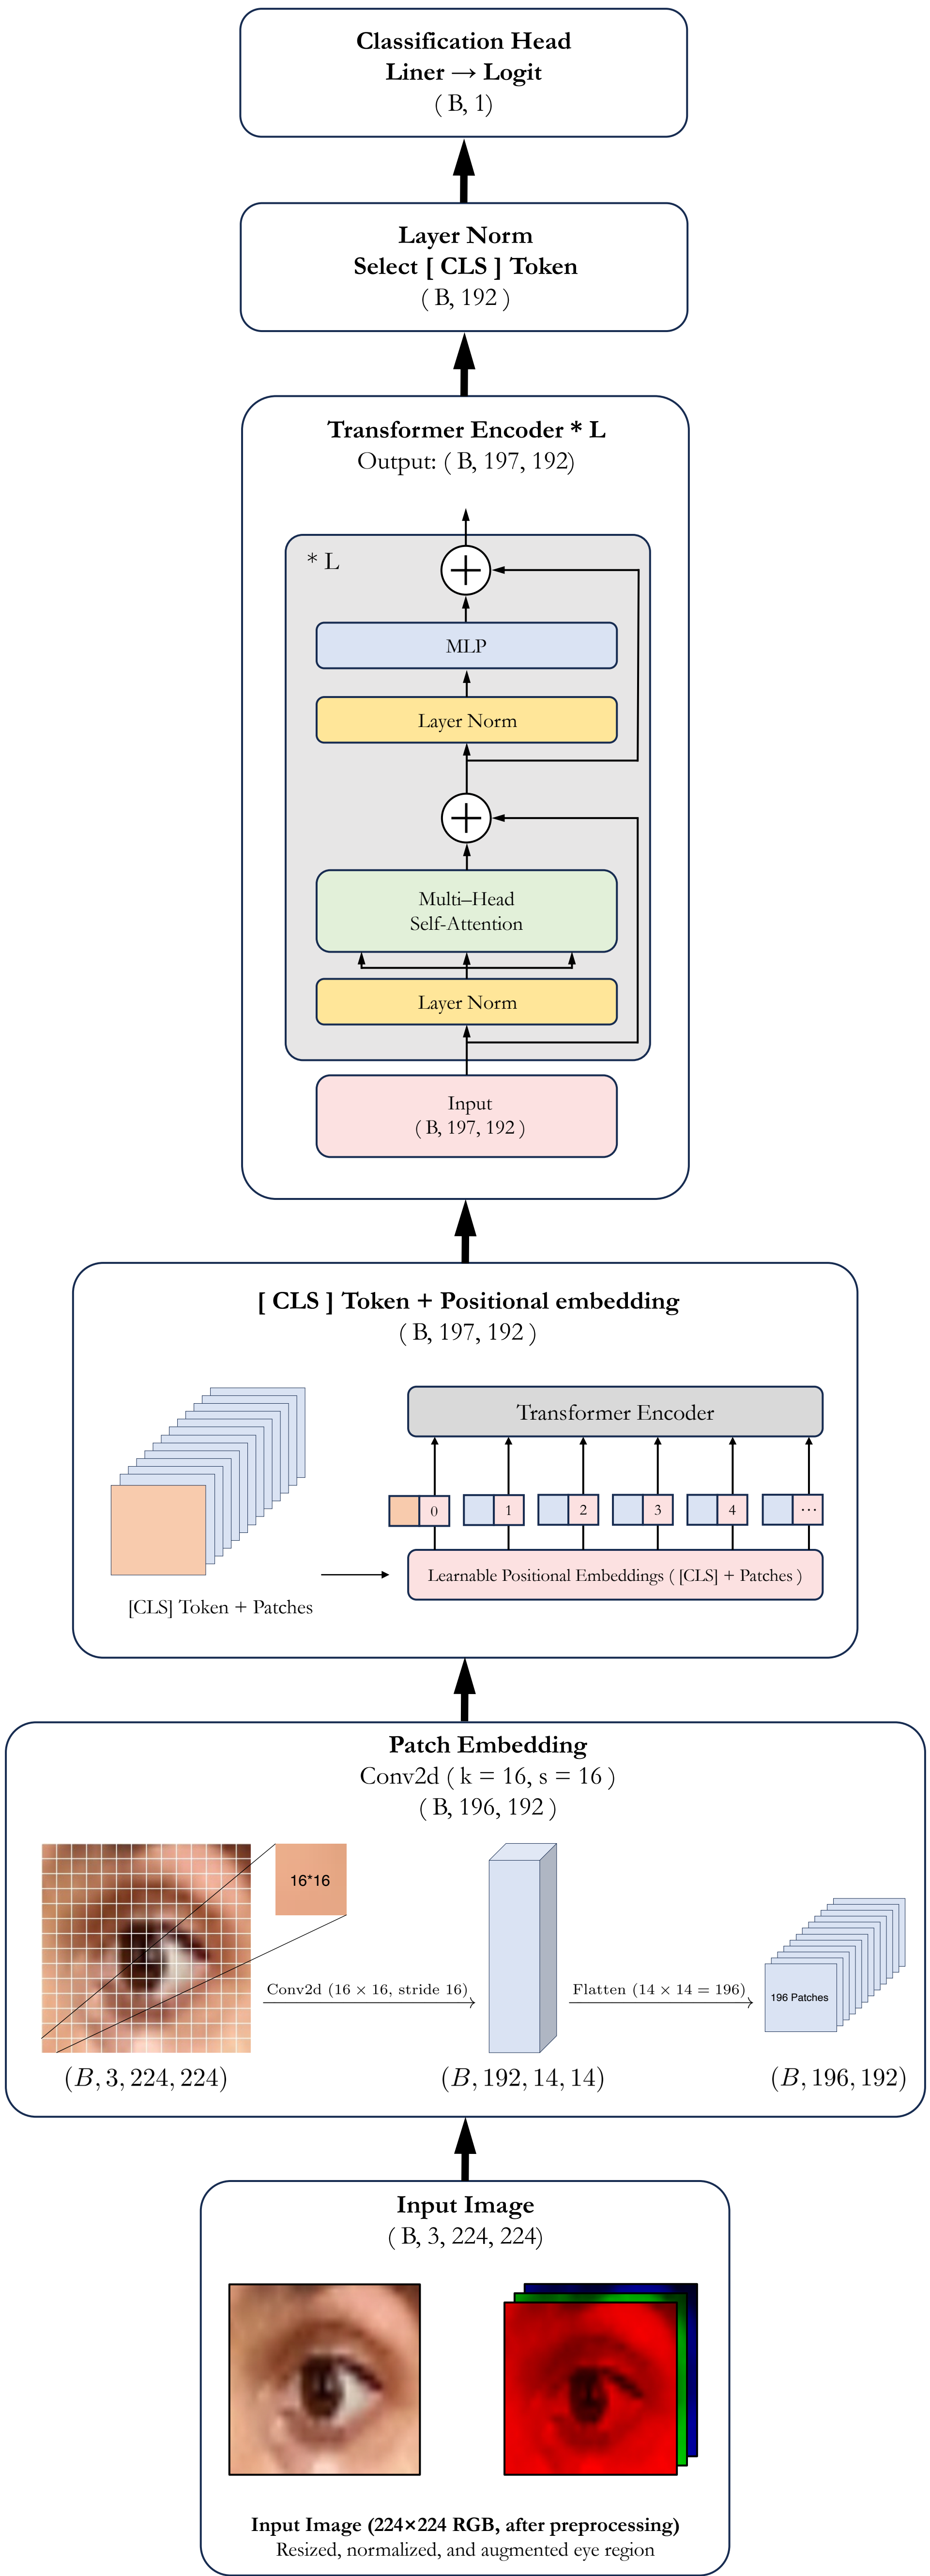 Classification Head
Liner → Logit
( B, 1)
Layer Norm
Select [ CLS ] Token
( B, 192 )
Transformer Encoder * L
Output: ( B, 197, 192)
* L
MLP
Layer Norm
Multi–Head
Self-Attention
Layer Norm
Input
( B, 197, 192 )
[ CLS ] Token + Positional embedding
( B, 197, 192 )
Transformer Encoder
0 1 2 3 4 ...
Learnable Positional Embeddings ( [CLS] + Patches )
[CLS] Token + Patches
Patch Embedding
Conv2d ( k = 16, s = 16 )
( B, 196, 192 )
16*16
Conv2d (16 × 16, stride 16)
Flatten (14 × 14 = 196)
196 Patches
(B, 3, 224, 224)
(B, 192, 14, 14)
(B, 196, 192)
Input Image
( B, 3, 224, 224)
Input Image (224×224 RGB, after preprocessing)
Resized, normalized, and augmented eye region